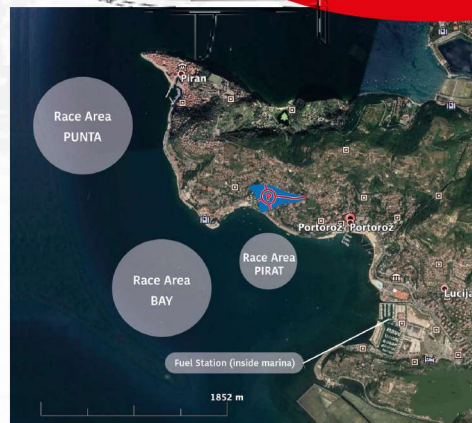 Piran
Race Area
PUNTA
Portorož Portorož
Race Area
PIRAT
Race Area
BAY
Lucija
Fuel Station (inside marina)
1852 m